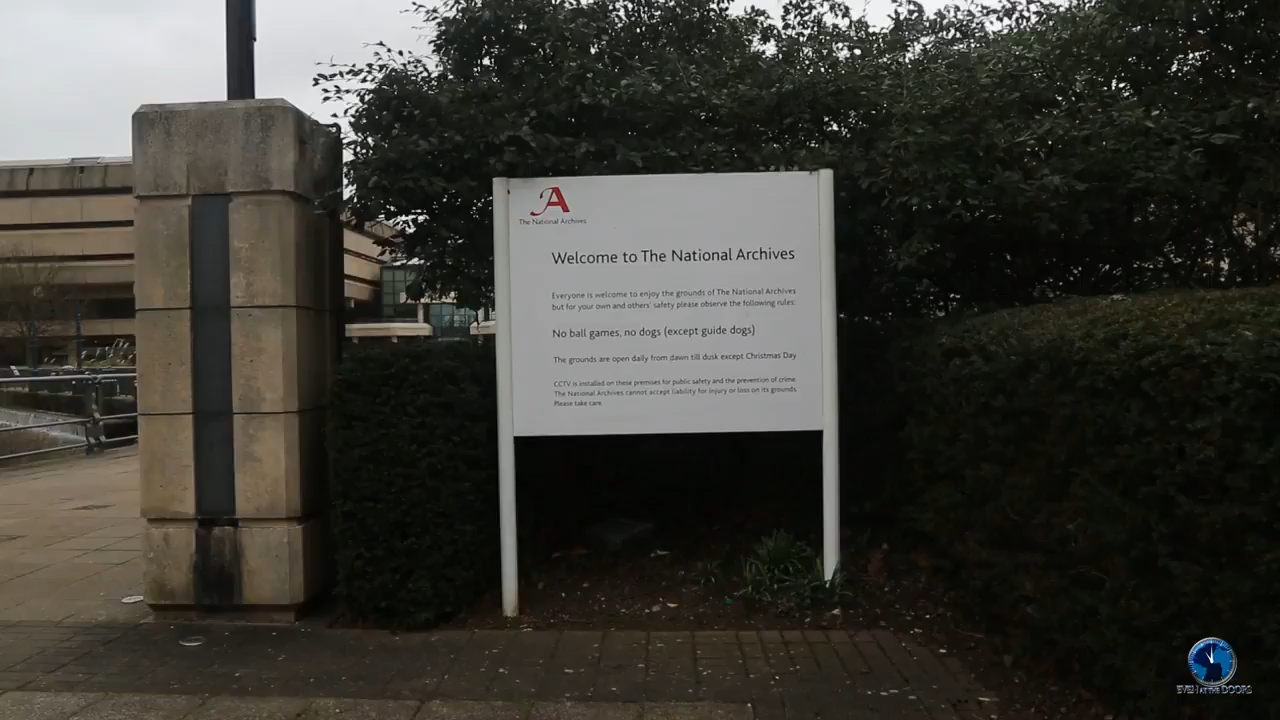 A
The National Archives
Welcome to The National Archives
Everyone is welcome to enjoy the grounds of The National Archives
but for your own and others' safety please observe the following rules:
No ball games, no dogs (except guide dogs)
The grounds are open daily from dawn till dusk except Christmas Day
CCTV is installed on these premises for public safety and the prevention of crime
The National Archives cannot accept liability for injury or loss on its grounds.
Please take care.
EVEN AT THE DOORS